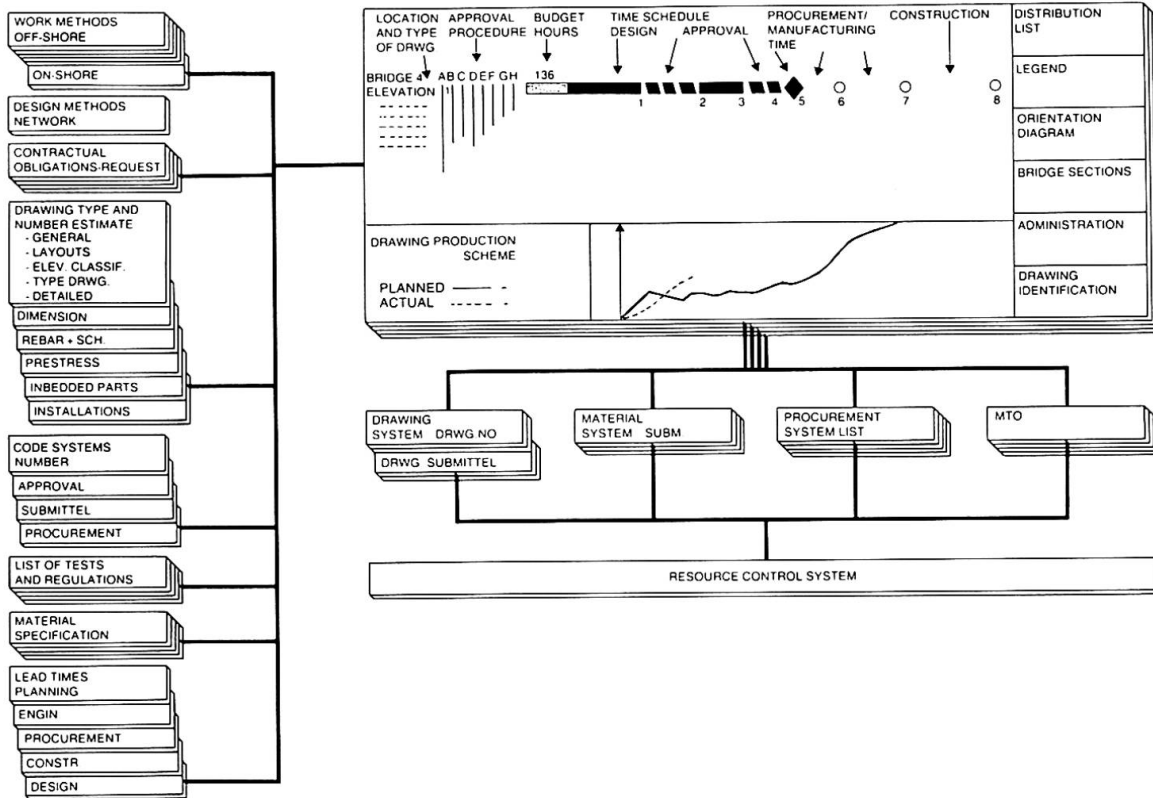 WORK METHODS
OFF-SHORE
ON-SHORE
DESIGN METHODS
NETWORK
CONTRACTUAL
OBLIGATIONS-REQUEST
DRAWING TYPE AND
NUMBER ESTIMATE
- GENERAL
- LAYOUTS
- ELEV. CLASSIF.
- TYPE DRWG.
- DETAILED
DIMENSION
REBAR + SCH.
PRESTRESS
INBEDDED PARTS
INSTALLATIONS
CODE SYSTEMS
NUMBER
APPROVAL
SUBMITTEL
PROCUREMENT
LIST OF TESTS
AND REGULATIONS
MATERIAL
SPECIFICATION
LEAD TIMES
PLANNING
ENGIN
PROCUREMENT
CONSTR
DESIGN
LOCATION
AND TYPE
OF DRWG
APPROVAL
PROCEDURE
BUDGET
HOURS
TIME SCHEDULE
DESIGN
APPROVAL
PROCUREMENT/
MANUFACTURING
TIME
CONSTRUCTION
BRIDGE 4
ELEVATION
ABC DEF GH
1
136
1 2 3 4 5 6 7 8
DRAWING PRODUCTION
SCHEME
PLANNED
ACTUAL
DISTRIBUTION
LIST
LEGEND
ORIENTATION
DIAGRAM
BRIDGE SECTIONS
ADMINISTRATION
DRAWING
IDENTIFICATION
DRAWING
SYSTEM DRWG NO
DRWG SUBMITTEL
MATERIAL
SYSTEM SUBM
PROCUREMENT
SYSTEM LIST
MTO
RESOURCE CONTROL SYSTEM